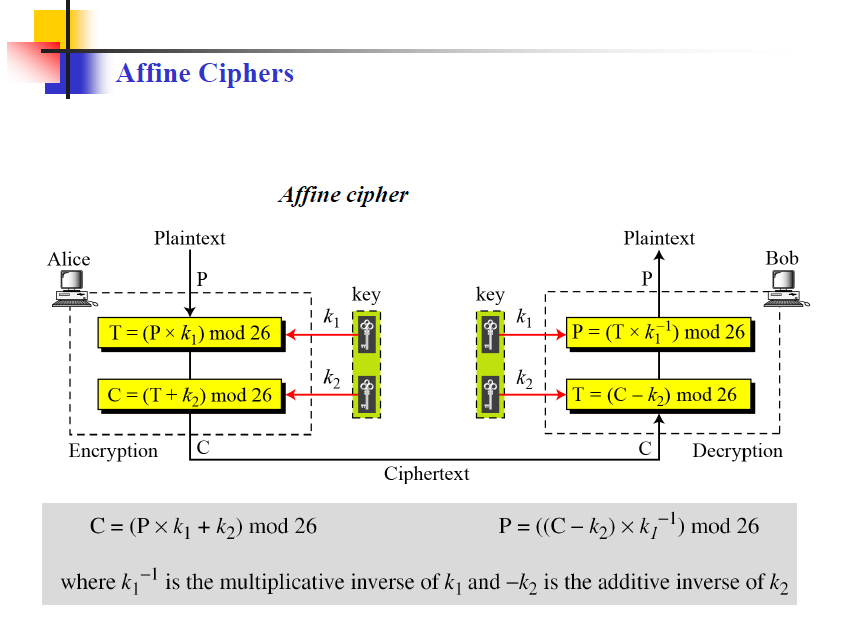 Affine Ciphers
Affine cipher
Plaintext
Alice
P
key
k₁
T = (P × k₁) mod 26
k₂
C = (T + k₂) mod 26
Encryption
C
Ciphertext
Plaintext
Bob
P
key
k₁
P = (T × k₁⁻¹) mod 26
k₂
T = (C – k₂) mod 26
C
Decryption
C = (P × k₁ + k₂) mod 26
P = ((C – k₂) × k₁⁻¹) mod 26
where k₁⁻¹ is the multiplicative inverse of k₁ and –k₂ is the additive inverse of k₂